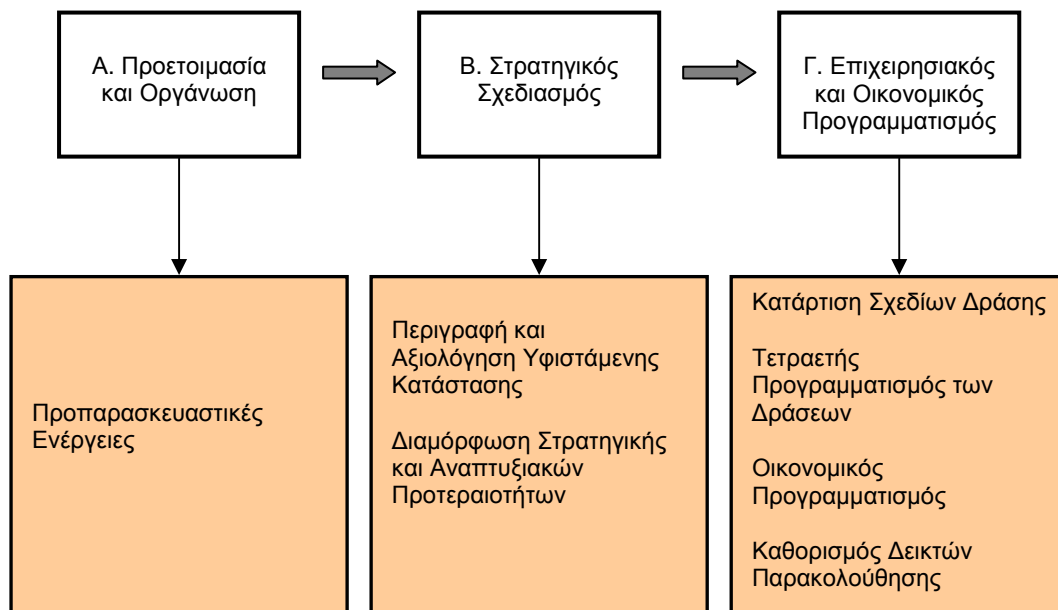 Α. Προετοιμασία
και Οργάνωση
Β. Στρατηγικός
Σχεδιασμός
Γ. Επιχειρησιακός
και Οικονομικός
Προγραμματισμός
Προπαρασκευαστικές
Ενέργειες
Περιγραφή και
Αξιολόγηση Υφιστάμενης
Κατάστασης
Διαμόρφωση Στρατηγικής
και Αναπτυξιακών
Προτεραιοτήτων
Κατάρτιση Σχεδίων Δράσης
Τετραετής
Προγραμματισμός των
Δράσεων
Οικονομικός
Προγραμματισμός
Καθορισμός Δεικτών
Παρακολούθησης